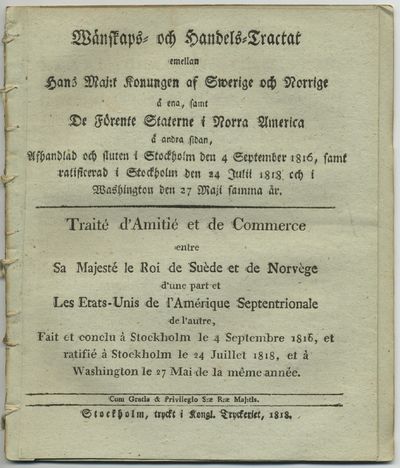 Wänskaps- och Handels-Tractat
emellan
Hans Maj:t Konungen af Swerige och Norrige
å ena, samt
De Förente Staterne i Norra America
å andra sidan,
Afhandlad och sluten i Stockholm den 4 September 1816, samt
ratificerad i Stockholm den 24 Julii 1818 och i
Washington den 27 Maji samma år.
Traité d'Amitié et de Commerce
entre
Sa Majesté le Roi de Suède et de Norvège
d'une part et
Les Etats-Unis de l'Amérique Septentrionale
de l'autre,
Fait et conclu à Stockholm le 4 Septembre 1816, et
ratifié à Stockholm le 24 Juillet 1818, et à
Washington le 27 Mai de la même année.
Cum Gratia & Privilegio S:æ R:æ Maj:tis.
Stockholm, tryckt i Kongl. Tryckeriet, 1818.